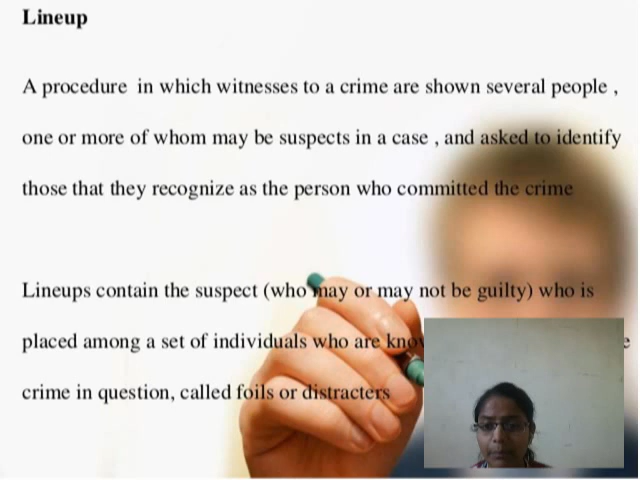 Lineup
A procedure in which witnesses to a crime are shown several people ,
one or more of whom may be suspects in a case , and asked to identify
those that they recognize as the person who committed the crime
Lineups contain the suspect (who may or may not be guilty) who is
placed among a set of individuals who are
crime in question, called foils or distracters